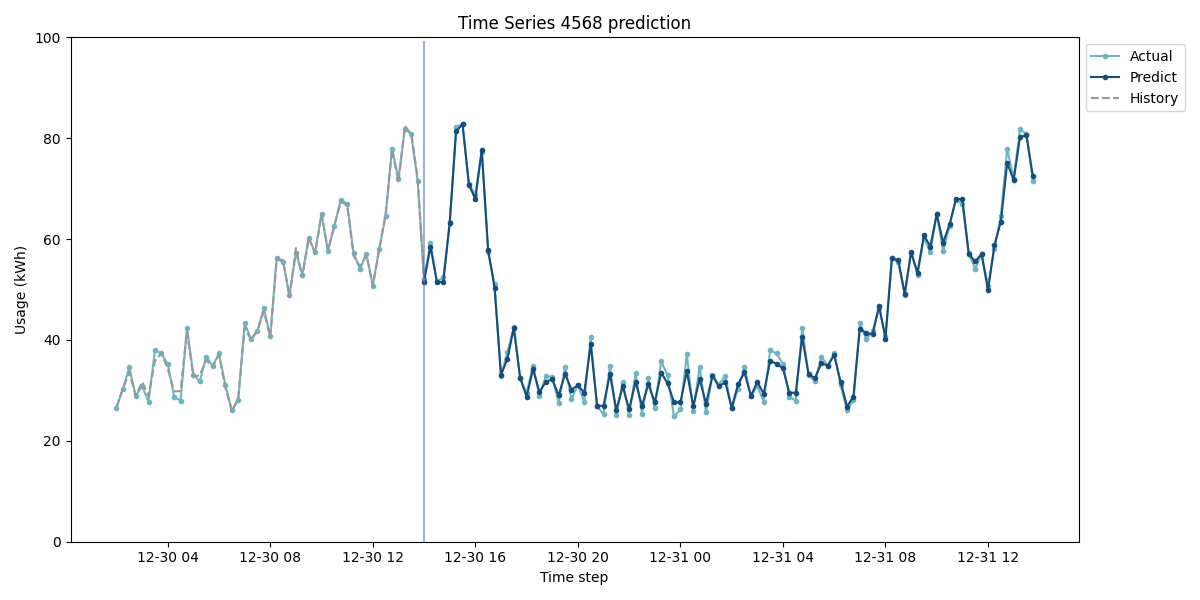 Time Series 4568 prediction
100
80
60
40
20
0
Usage (kWh)
12-30 04
12-30 08
12-30 12
12-30 16
12-30 20
12-31 00
12-31 04
12-31 08
12-31 12
Time step
Actual
Predict
History